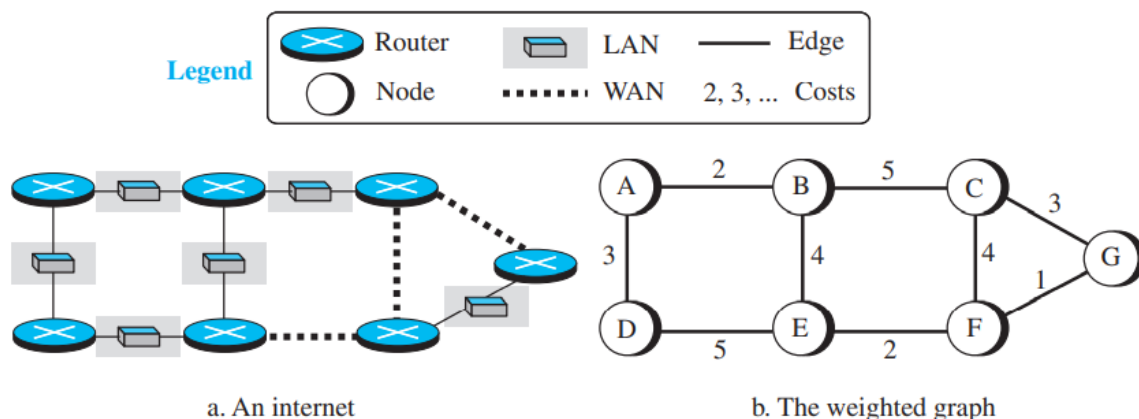 Legend
Router
LAN
Edge
Node
WAN
2, 3, ... Costs
A
2
B
5
C
3
3
4
4
G
1
D
5
E
2
F
a. An internet
b. The weighted graph